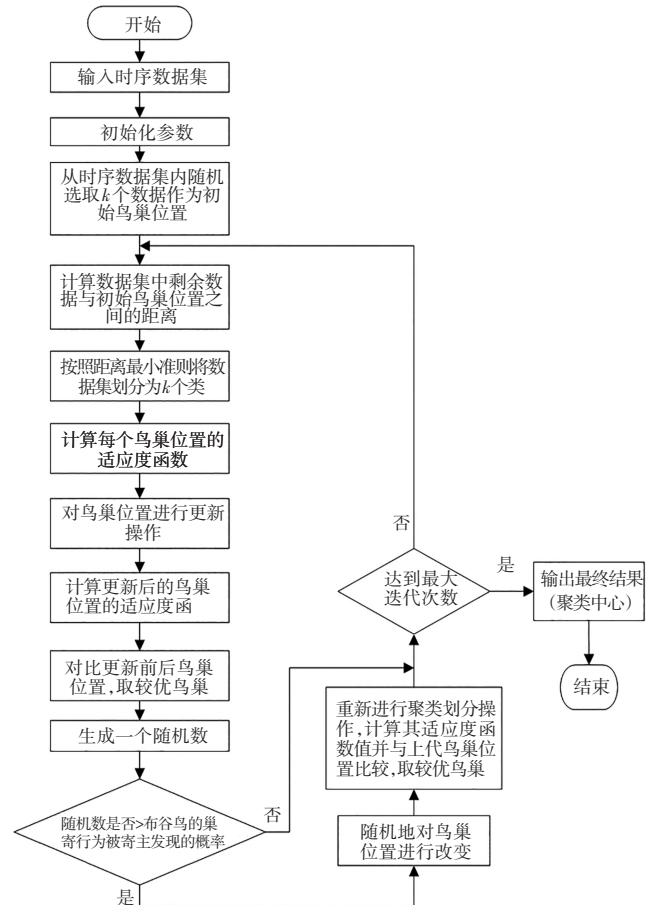 开始
输入时序数据集
初始化参数
从时序数据集内随机
选取k个数据作为初
始鸟巢位置
计算数据集中剩余数
据与初始鸟巢位置之
间的距离
按照距离最小准则将数
据集划分为k个类
计算每个鸟巢位置的
适应度函数
对鸟巢位置进行更新
操作
计算更新后的鸟巢
位置的适应度函
对比更新前后鸟巢
位置,取较优鸟巢
生成一个随机数
随机数是否>布谷鸟的巢
寄行为被寄主发现的概率
否
是
随机地对鸟巢
位置进行改变
重新进行聚类划分操
作,计算其适应度函
数值并与上代鸟巢位
置比较,取较优鸟巢
达到最大
迭代次数
否
是
输出最终结果
(聚类中心)
结束